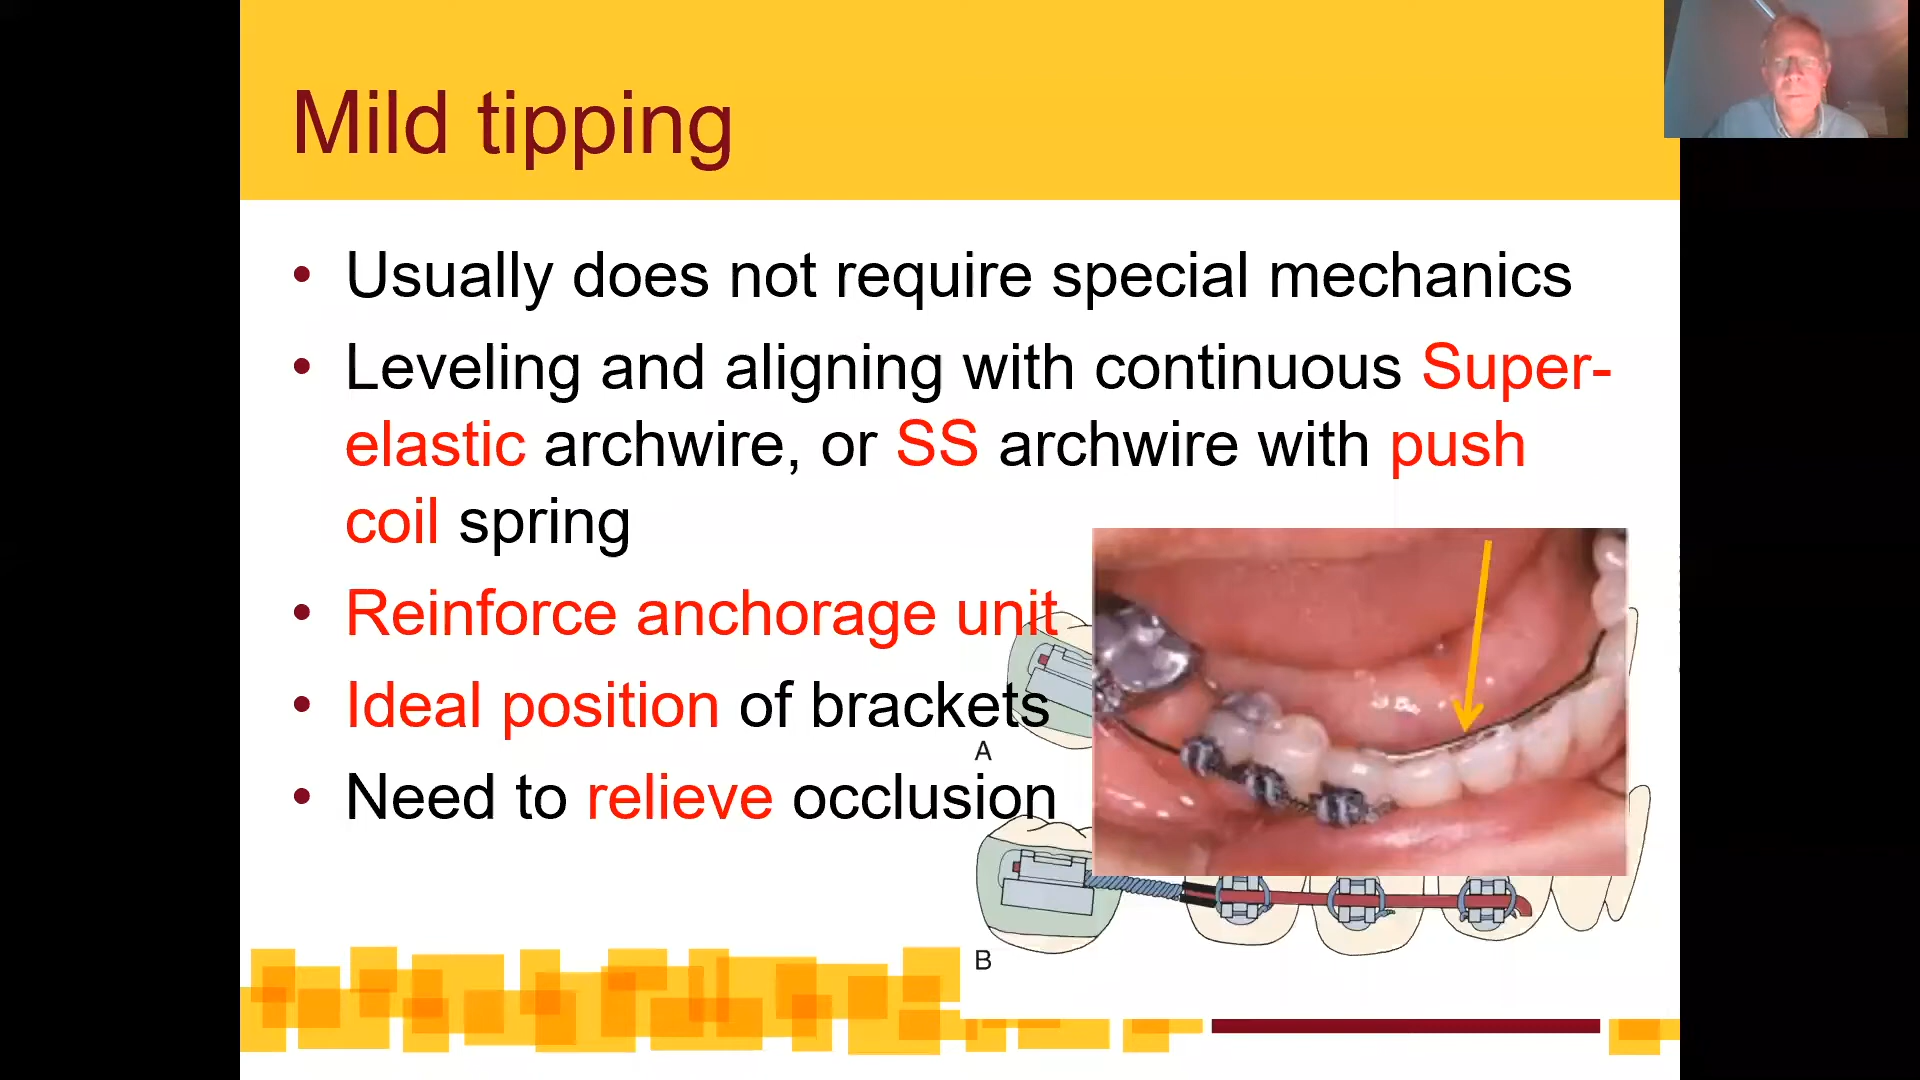 Mild tipping
• Usually does not require special mechanics
• Leveling and aligning with continuous Super-
elastic archwire, or SS archwire with push
coil spring
• Reinforce anchorage unit
• Ideal position of brackets
• Need to relieve occlusion
A
B